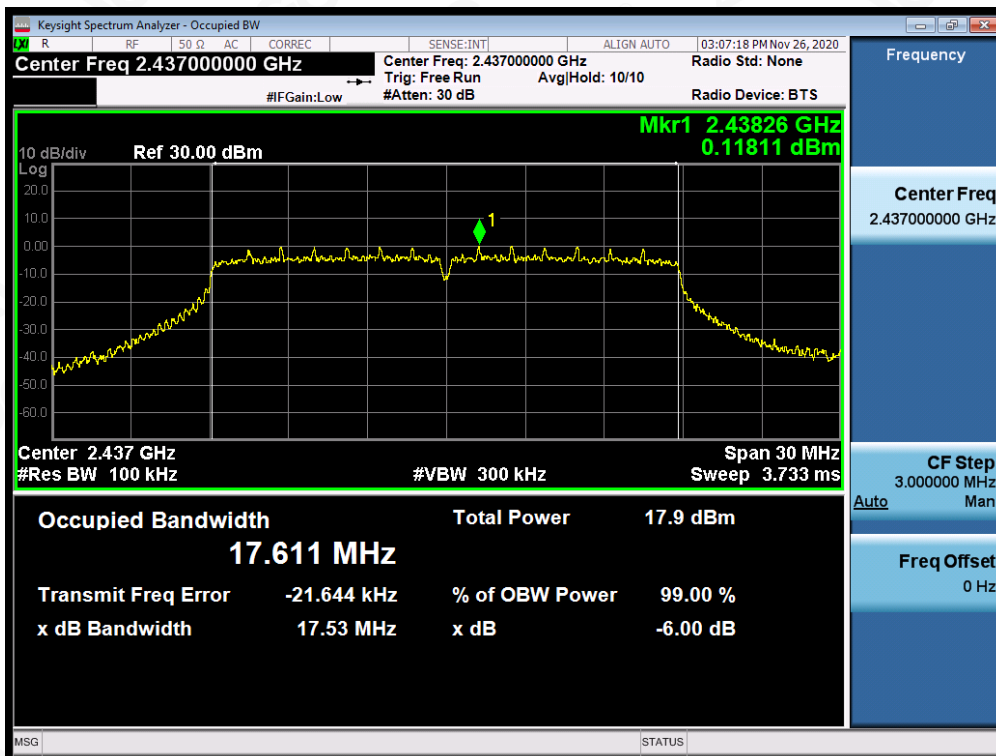 Keysight Spectrum Analyzer - Occupied BW
LXI R RF 50 Ω AC CORREC SENSE:INT ALIGN AUTO 03:07:18 PM Nov 26, 2020
Center Freq 2.437000000 GHz
Center Freq: 2.437000000 GHz Radio Std: None
Trig: Free Run Avg|Hold: 10/10
#IFGain:Low #Atten: 30 dB Radio Device: BTS
Mkr1 2.43826 GHz
0.11811 dBm
10 dB/div Ref 30.00 dBm
Log
20.0
10.0
1
0.00
-10.0
-20.0
-30.0
-40.0
-50.0
-60.0
Center 2.437 GHz Span 30 MHz
#Res BW 100 kHz #VBW 300 kHz Sweep 3.733 ms
Occupied Bandwidth Total Power 17.9 dBm
17.611 MHz
Transmit Freq Error -21.644 kHz % of OBW Power 99.00 %
x dB Bandwidth 17.53 MHz x dB -6.00 dB
Frequency
Center Freq
2.437000000 GHz
CF Step
3.000000 MHz
Auto Man
Freq Offset
0 Hz
MSG STATUS